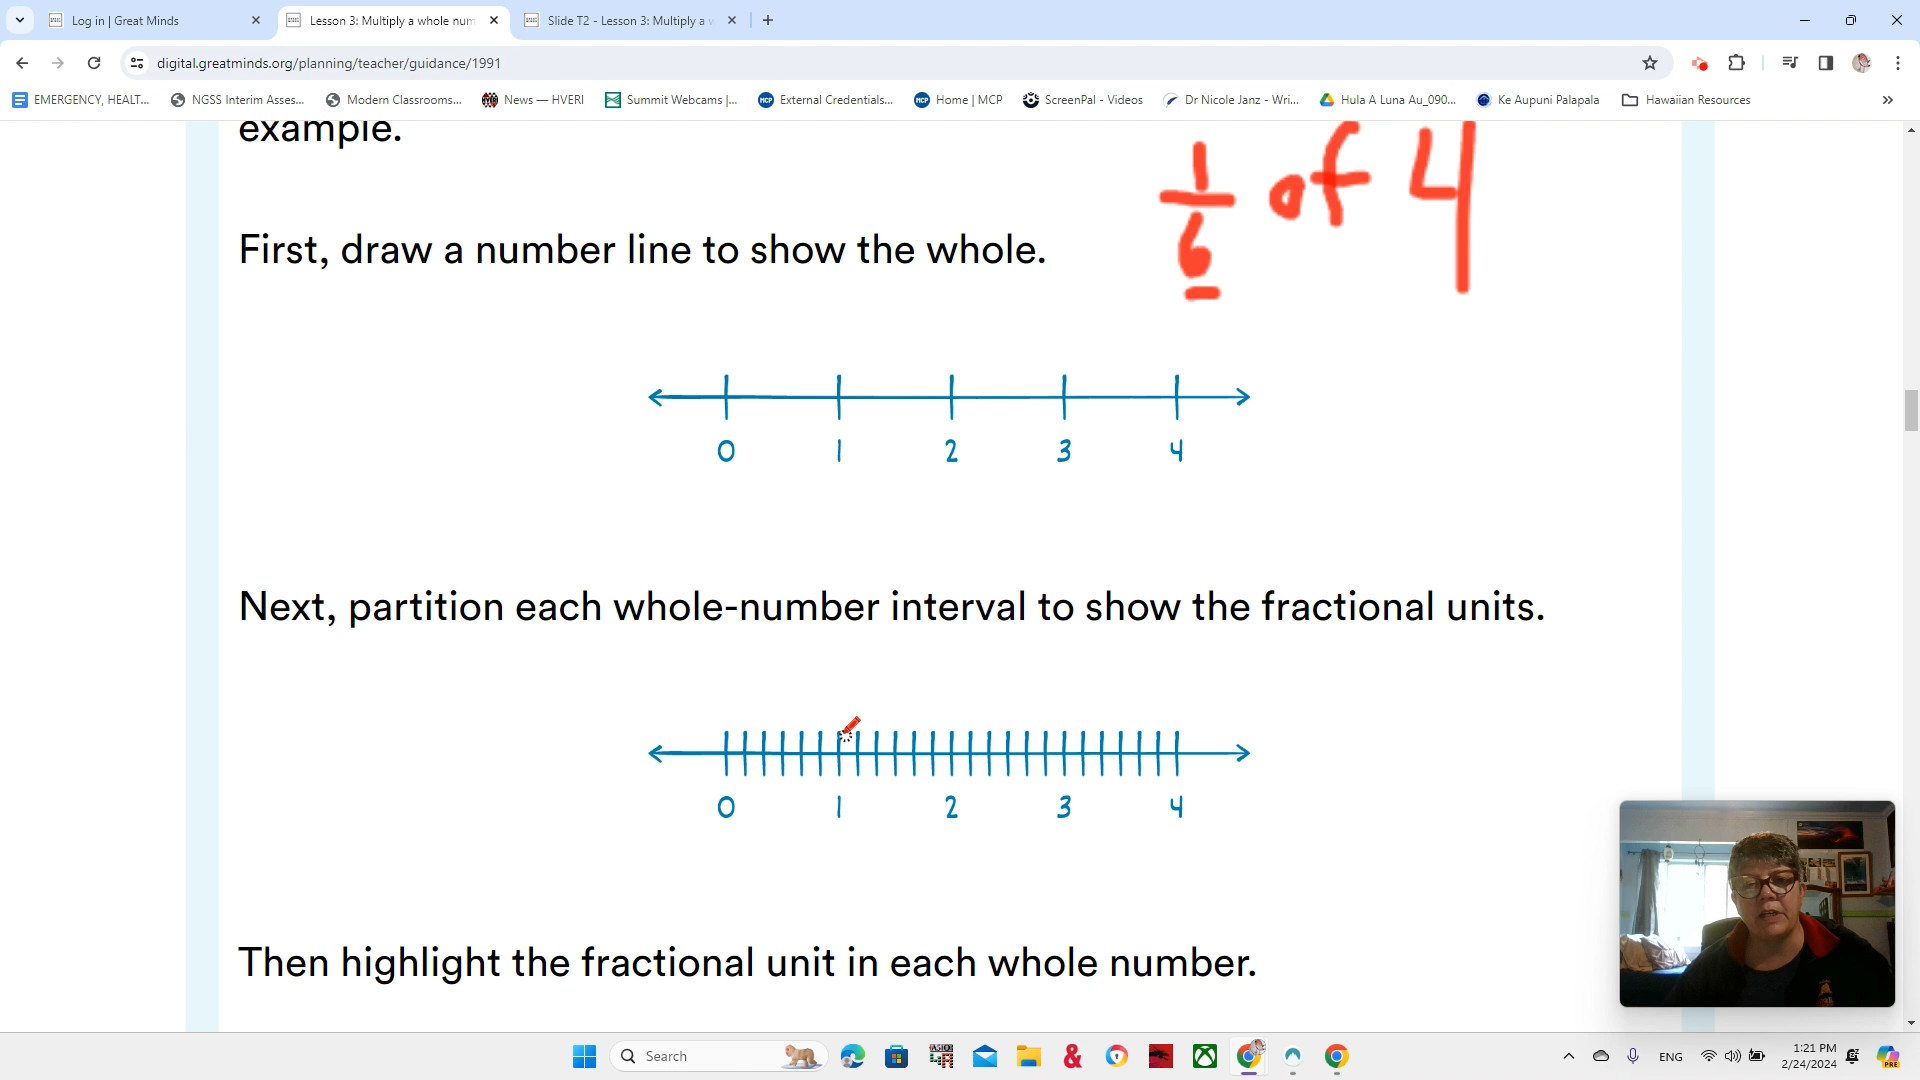 Log in | Great Minds
Lesson 3: Multiply a whole num
Slide T2 - Lesson 3: Multiply a w
digital.greatminds.org/planning/teacher/guidance/1991
EMERGENCY, HEALT... NGSS Interim Asses... Modern Classrooms... News — HVERI Summit Webcams |... External Credentials... Home | MCP ScreenPal - Videos Dr Nicole Janz - Wri... Hula A Luna Au_090... Ke Aupuni Palapala Hawaiian Resources
example.
1/6 of 4
First, draw a number line to show the whole.
0 1 2 3 4
Next, partition each whole-number interval to show the fractional units.
0 1 2 3 4
Then highlight the fractional unit in each whole number.
Search
ENG
1:21 PM
2/24/2024